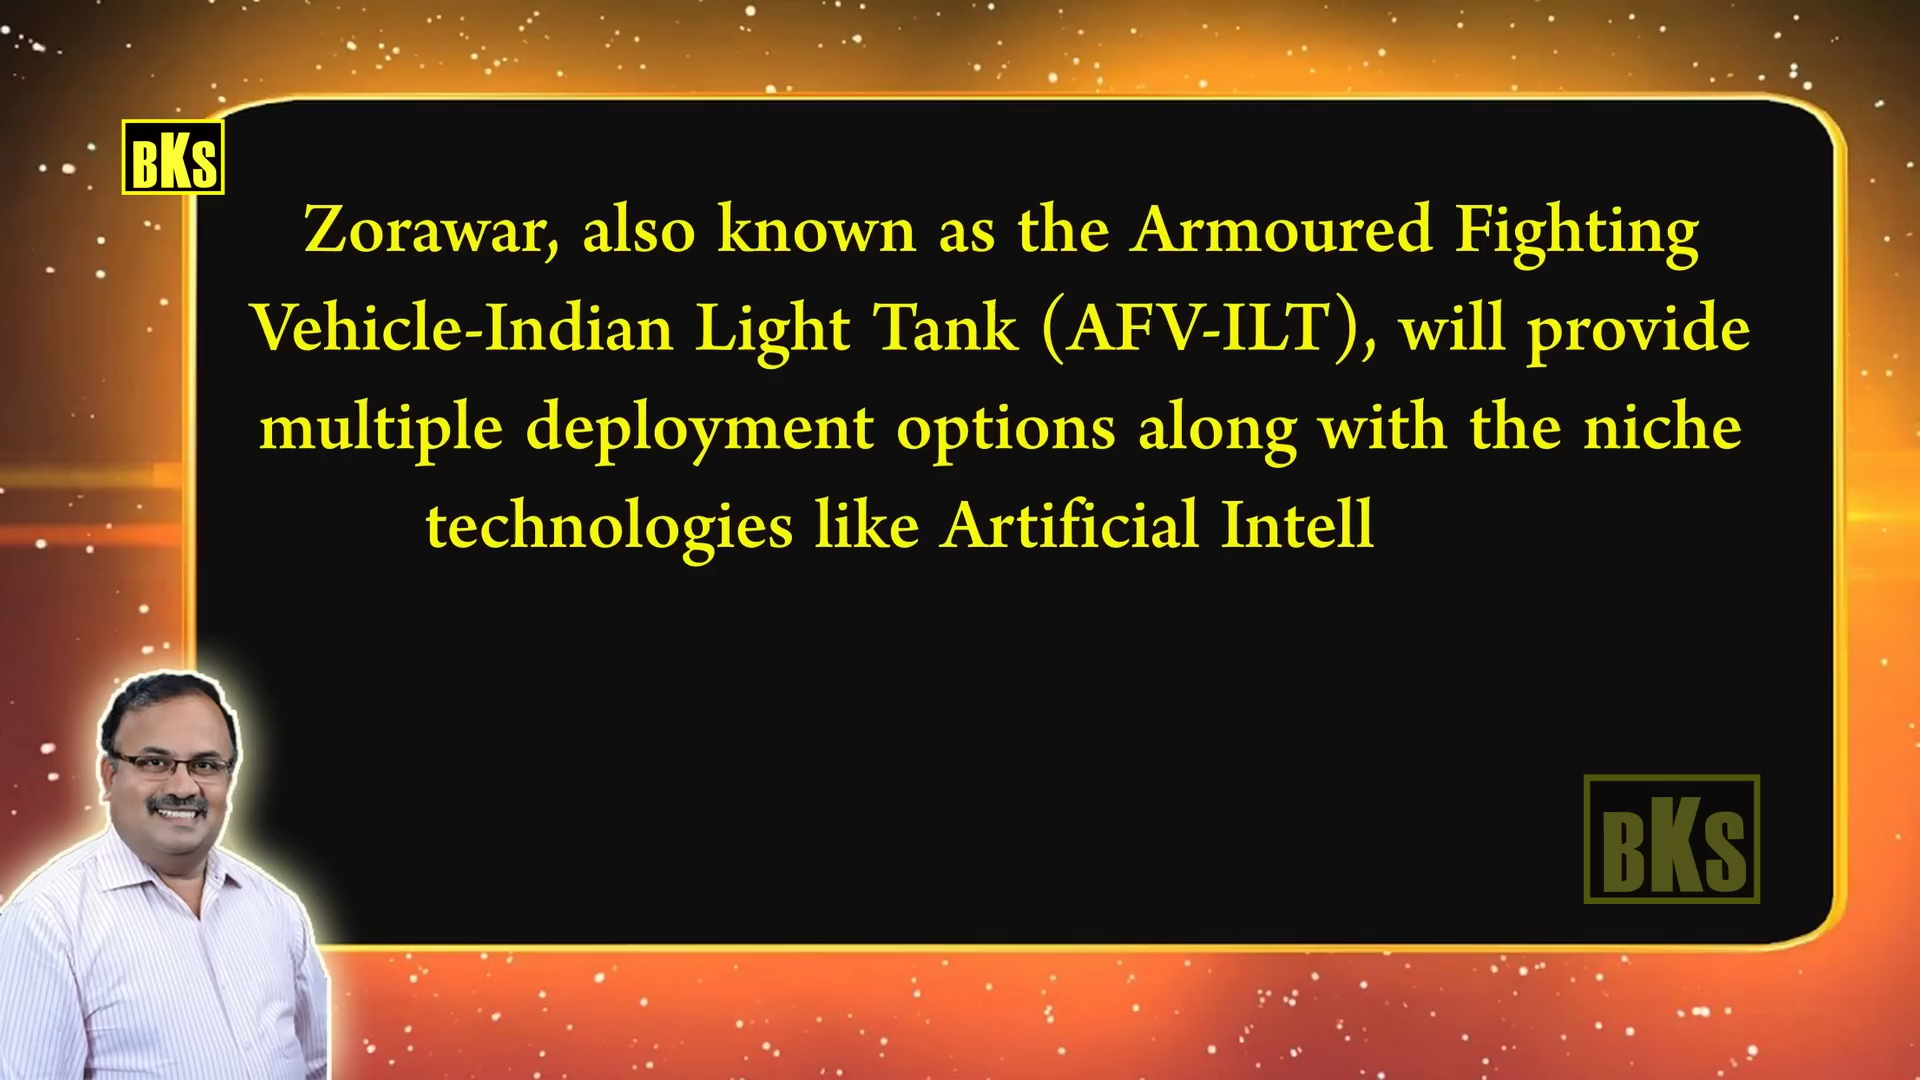 BKS
Zorawar, also known as the Armoured Fighting
Vehicle-Indian Light Tank (AFV-ILT), will provide
multiple deployment options along with the niche
technologies like Artificial Intell
BKS